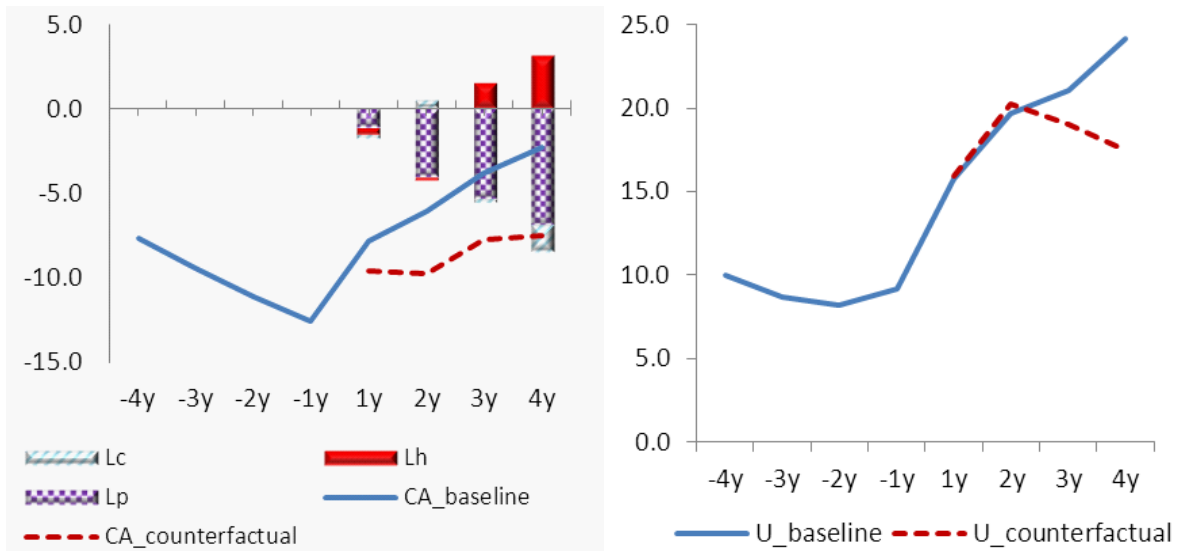 5.0
0.0
-5.0
-10.0
-15.0
-4y -3y -2y -1y 1y 2y 3y 4y
Lc Lh
Lp CA_baseline
CA_counterfactual
25.0
20.0
15.0
10.0
5.0
0.0
-4y -3y -2y -1y 1y 2y 3y 4y
U_baseline U_counterfactual